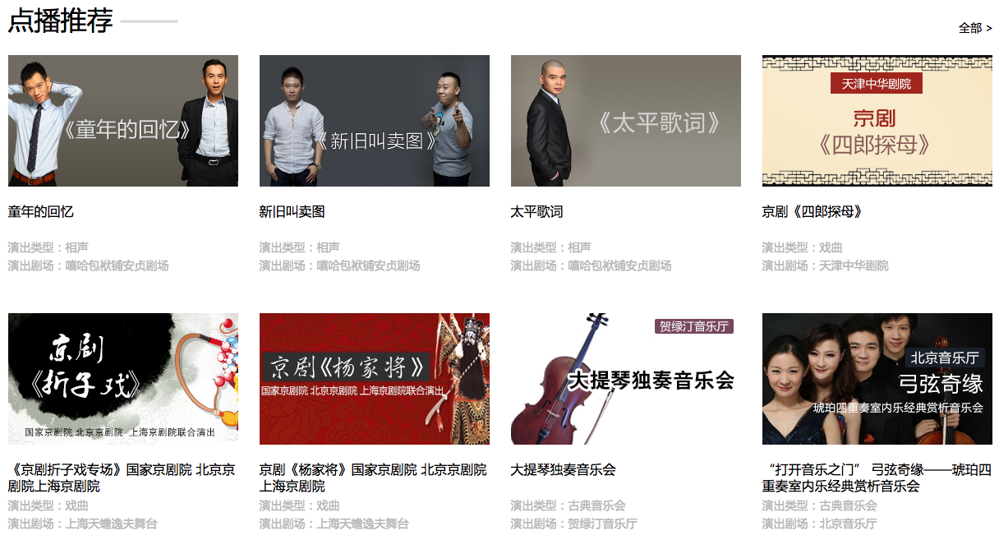 点播推荐
全部 >
《童年的回忆》
《新旧叫卖图》
《太平歌词》
天津中华剧院
京剧
《四郎探母》
童年的回忆
新旧叫卖图
太平歌词
京剧《四郎探母》
演出类型：相声
演出类型：相声
演出类型：相声
演出类型：戏曲
演出剧场：嘻哈包袱铺安贞剧场
演出剧场：嘻哈包袱铺安贞剧场
演出剧场：嘻哈包袱铺安贞剧场
演出剧场：天津中华剧院
京剧
《折子戏》
国家京剧院 北京京剧院 上海京剧院联合演出
京剧《杨家将》
国家京剧院 北京京剧院 上海京剧院联合演出
贺绿汀音乐厅
大提琴独奏音乐会
北京音乐厅
弓弦奇缘
琥珀四重奏室内乐经典赏析音乐会
《京剧折子戏专场》国家京剧院 北京京
剧院上海京剧院
京剧《杨家将》国家京剧院 北京京剧院
上海京剧院
大提琴独奏音乐会
“打开音乐之门” 弓弦奇缘——琥珀四
重奏室内乐经典赏析音乐会
演出类型：戏曲
演出类型：戏曲
演出类型：古典音乐会
演出类型：古典音乐会
演出剧场：上海天蟾逸夫舞台
演出剧场：上海天蟾逸夫舞台
演出剧场：贺绿汀音乐厅
演出剧场：北京音乐厅